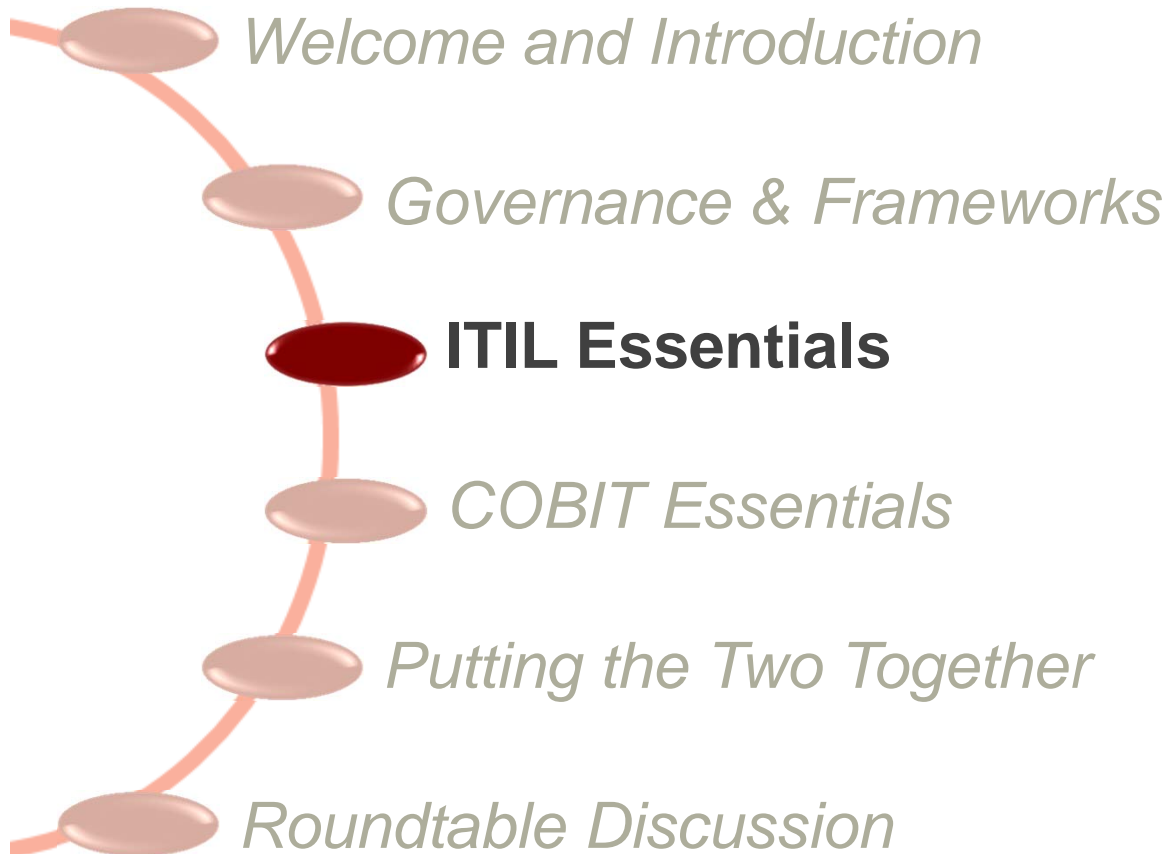 Welcome and Introduction
Governance & Frameworks
ITIL Essentials
COBIT Essentials
Putting the Two Together
Roundtable Discussion